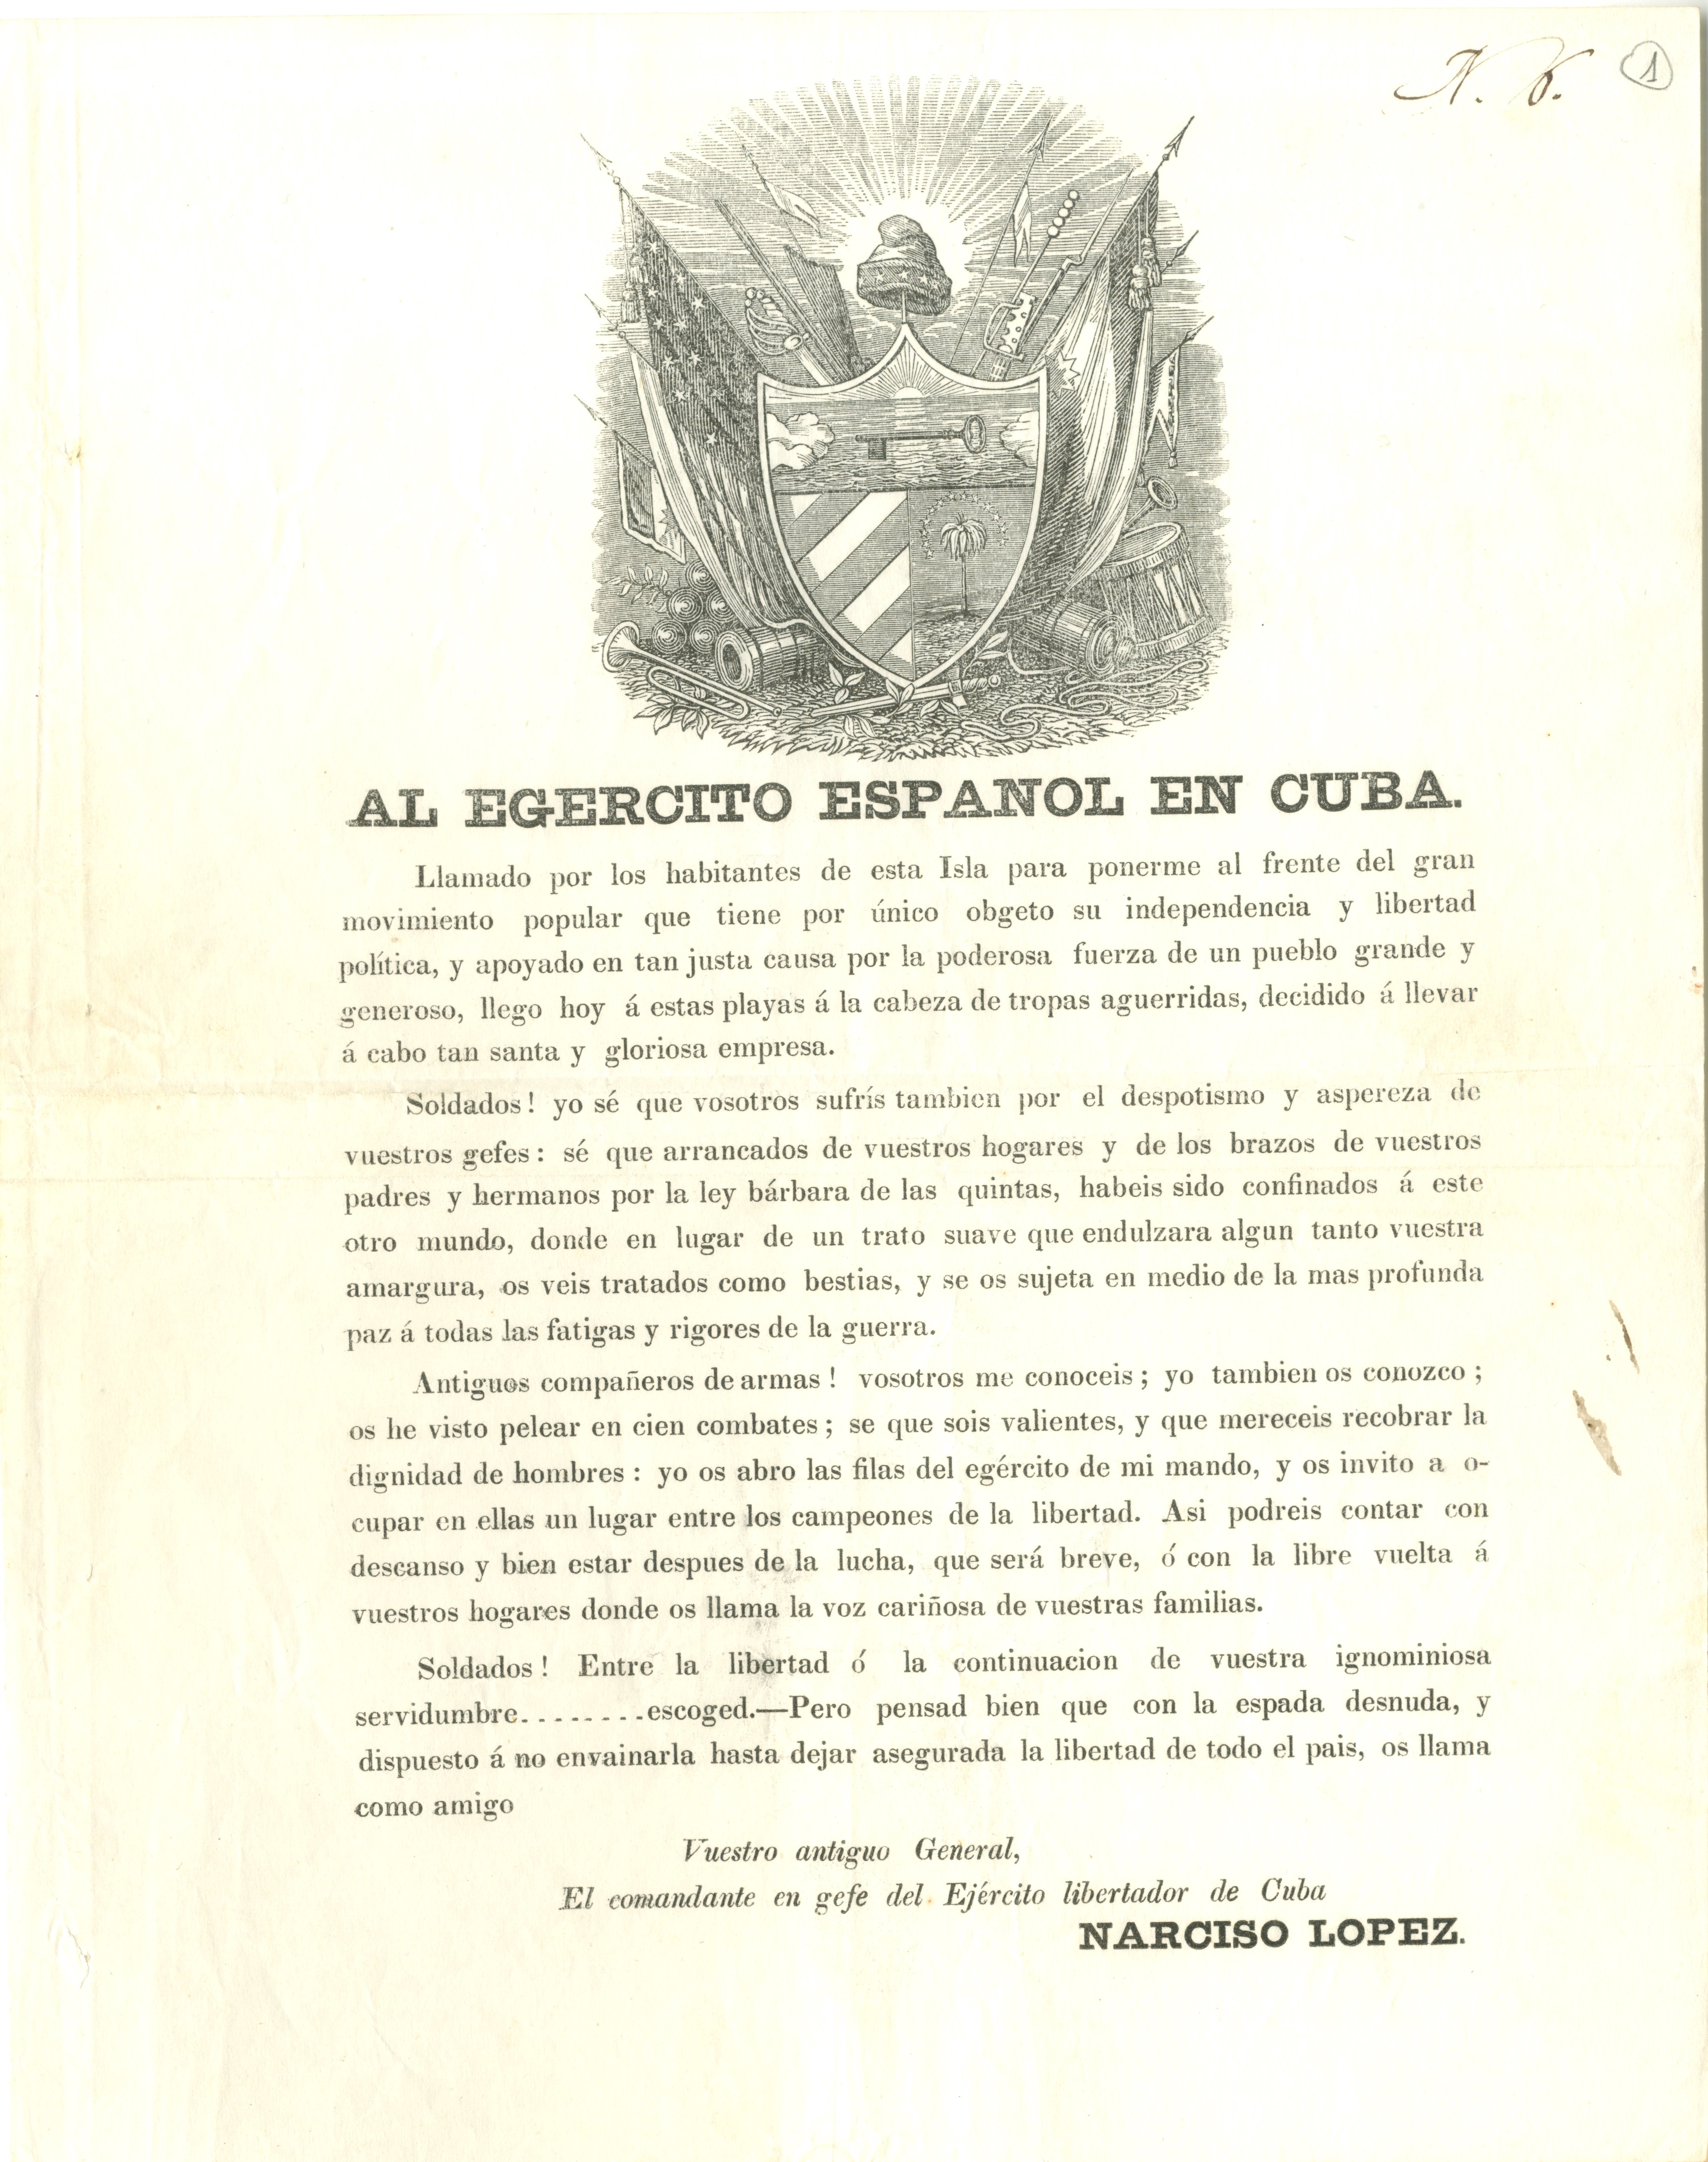 N. 6.
1
AL EGERCITO ESPANOL EN CUBA.
Llamado por los habitantes de esta Isla para ponerme al frente del gran
movimiento popular que tiene por único obgeto su independencia y libertad
política, y apoyado en tan justa causa por la poderosa fuerza de un pueblo grande y
generoso, llego hoy á estas playas á la cabeza de tropas aguerridas, decidido á llevar
á cabo tan santa y gloriosa empresa.
Soldados! yo sé que vosotros sufrís tambien por el despotismo y aspereza de
vuestros gefes: sé que arrancados de vuestros hogares y de los brazos de vuestros
padres y hermanos por la ley bárbara de las quintas, habeis sido confinados á este
otro mundo, donde en lugar de un trato suave que endulzara algun tanto vuestra
amargura, os veis tratados como bestias, y se os sujeta en medio de la mas profunda
paz á todas las fatigas y rigores de la guerra.
Antiguos compañeros de armas! vosotros me conoceis; yo tambien os conozco;
os he visto pelear en cien combates; se que sois valientes, y que mereceis recobrar la
dignidad de hombres: yo os abro las filas del egército de mi mando, y os invito a o-
cupar en ellas un lugar entre los campeones de la libertad. Asi podreis contar con
descanso y bien estar despues de la lucha, que será breve, ó con la libre vuelta á
vuestros hogares donde os llama la voz cariñosa de vuestras familias.
Soldados! Entre la libertad ó la continuacion de vuestra ignominiosa
servidumbre........escoged.—Pero pensad bien que con la espada desnuda, y
dispuesto á no envainarla hasta dejar asegurada la libertad de todo el pais, os llama
como amigo
Vuestro antiguo General,
El comandante en gefe del Ejército libertador de Cuba
NARCISO LOPEZ.